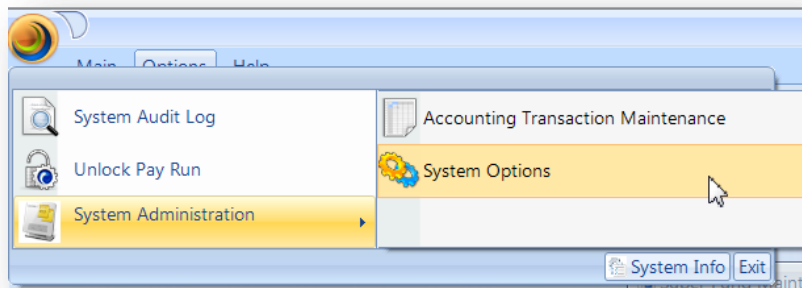 Main Options Help
System Audit Log
Accounting Transaction Maintenance
Unlock Pay Run
System Options
System Administration
System Info Exit